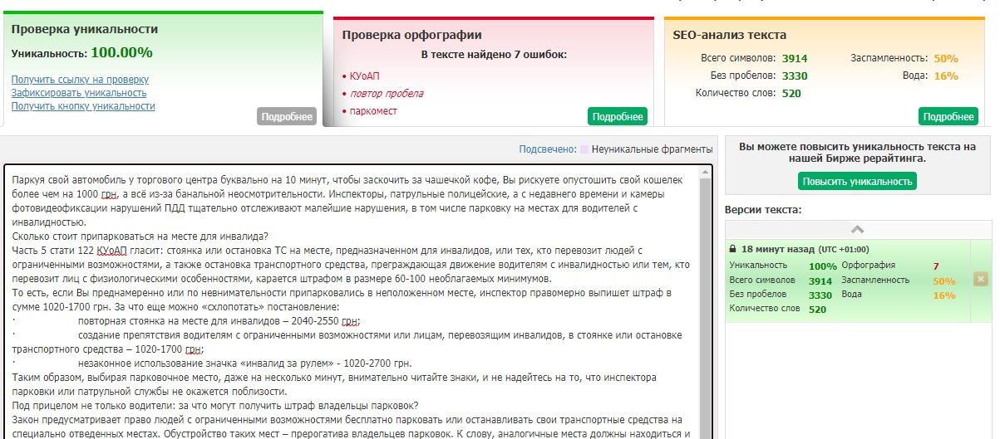 Проверка уникальности
Уникальность: 100.00%
Получить ссылку на проверку
Зафиксировать уникальность
Получить кнопку уникальности
Подробнее
Проверка орфографии
В тексте найдено 7 ошибок:
• КУоАП
• повтор пробела
• паркомест
Подробнее
SEO-анализ текста
Всего символов: 3914
Без пробелов: 3330
Количество слов: 520
Заспамленность: 50%
Вода: 16%
Подробнее
Подсвечено: Неуникальные фрагменты
Паркуя свой автомобиль у торгового центра буквально на 10 минут, чтобы заскочить за чашечкой кофе, Вы рискуете опустошить свой кошелек
более чем на 1000 грн, а всё из-за банальной неосмотрительности. Инспекторы, патрульные полицейские, а с недавнего времени и камеры
фотовидеофиксации нарушений ПДД тщательно отслеживают малейшие нарушения, в том числе парковку на местах для водителей с
инвалидностью.
Сколько стоит припарковаться на месте для инвалида?
Часть 5 стати 122 КУоАП гласит: стоянка или остановка ТС на месте, предназначенном для инвалидов, или тех, кто перевозит людей с
ограниченными возможностями, а также остановка транспортного средства, преграждающая движение водителям с инвалидностью или тем, кто
перевозит лиц с физиологическими особенностями, карается штрафом в размере 60-100 необлагаемых минимумов.
То есть, если Вы преднамеренно или по невнимательности припарковались в неположенном месте, инспектор правомерно выпишет штраф в
сумме 1020-1700 грн. За что еще можно «схлопотать» постановление:
· повторная стоянка на месте для инвалидов – 2040-2550 грн;
· создание препятствия водителям с ограниченными возможностями или лицам, перевозящим инвалидов, в стоянке или остановке
транспортного средства – 1020-1700 грн;
· незаконное использование значка «инвалид за рулем» - 1020-2700 грн.
Таким образом, выбирая парковочное место, даже на несколько минут, внимательно читайте знаки, и не надейтесь на то, что инспектора
парковки или патрульной службы не окажется поблизости.
Под прицелом не только водители: за что могут получить штраф владельцы парковок?
Закон предусматривает право людей с ограниченными возможностями бесплатно парковать или останавливать свои транспортные средства на
специально отведенных местах. Обустройство таких мест – прерогатива владельцев парковок. К слову, аналогичные места должны находиться и
Вы можете повысить уникальность текста на
нашей Бирже рерайтинга.
Повысить уникальность
Версии текста:
18 минут назад (UTC +01:00)
Уникальность 100% Орфография 7
Всего символов 3914 Заспамленность 50%
Без пробелов 3330 Вода 16%
Количество слов 520